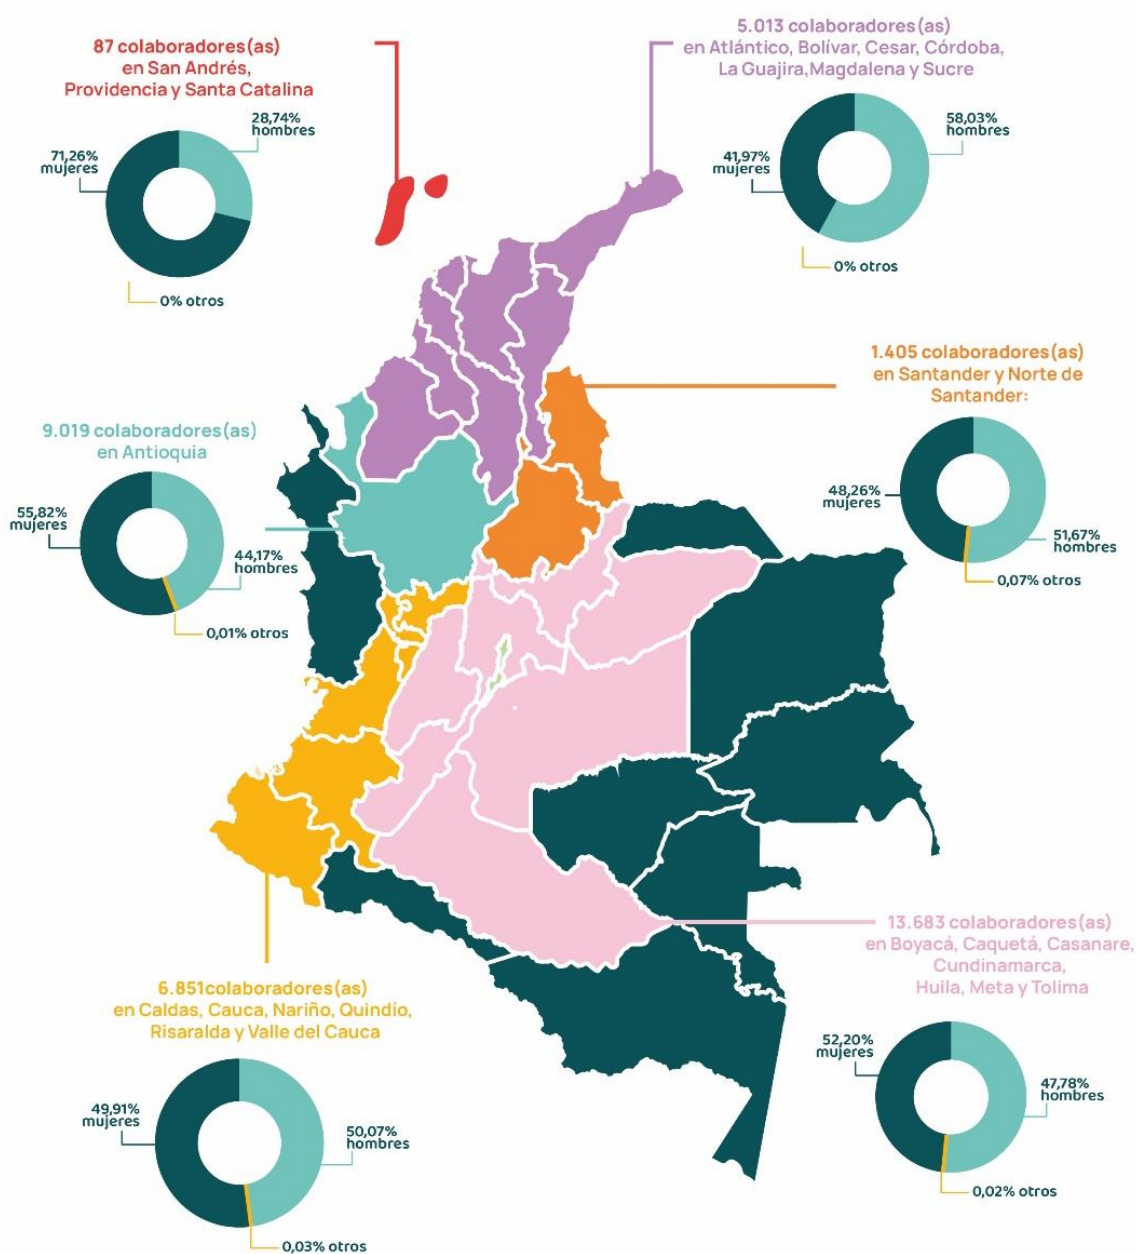 87 colaboradores(as)
en San Andrés,
Providencia y Santa Catalina
28,74%
hombres
71,26%
mujeres
0% otros
5.013 colaboradores(as)
en Atlántico, Bolívar, Cesar, Córdoba,
La Guajira,Magdalena y Sucre
58,03%
hombres
41,97%
mujeres
0% otros
1.405 colaboradores(as)
en Santander y Norte de
Santander:
48,26%
mujeres
51,67%
hombres
0,07% otros
9.019 colaboradores(as)
en Antioquia
55,82%
mujeres
44,17%
hombres
0,01% otros
13.683 colaboradores(as)
en Boyacá, Caquetá, Casanare,
Cundinamarca,
Huila, Meta y Tolima
52,20%
mujeres
47,78%
hombres
0,02% otros
6.851colaboradores(as)
en Caldas, Cauca, Nariño, Quindío,
Risaralda y Valle del Cauca
49,91%
mujeres
50,07%
hombres
0,03% otros